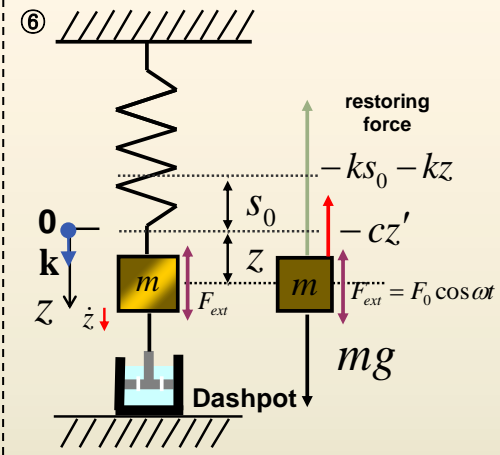 ⑥
restoring
force
−ks₀ − kz
s₀
−cz′
0
k
z
z
ż
m
F_ext
m
F_ext = F₀ cos ωt
mg
Dashpot